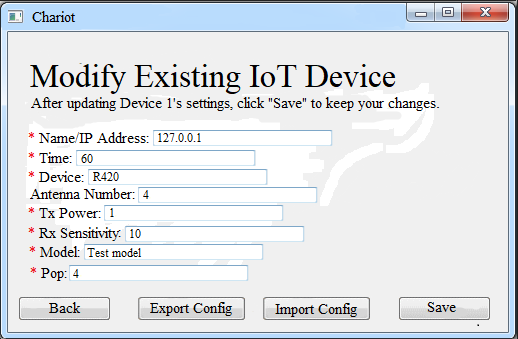 Chariot
Modify Existing IoT Device
After updating Device 1's settings, click "Save" to keep your changes.
* Name/IP Address: 127.0.0.1
* Time: 60
* Device: R420
Antenna Number: 4
* Tx Power: 1
* Rx Sensitivity: 10
* Model: Test model
* Pop: 4
Back Export Config Import Config Save